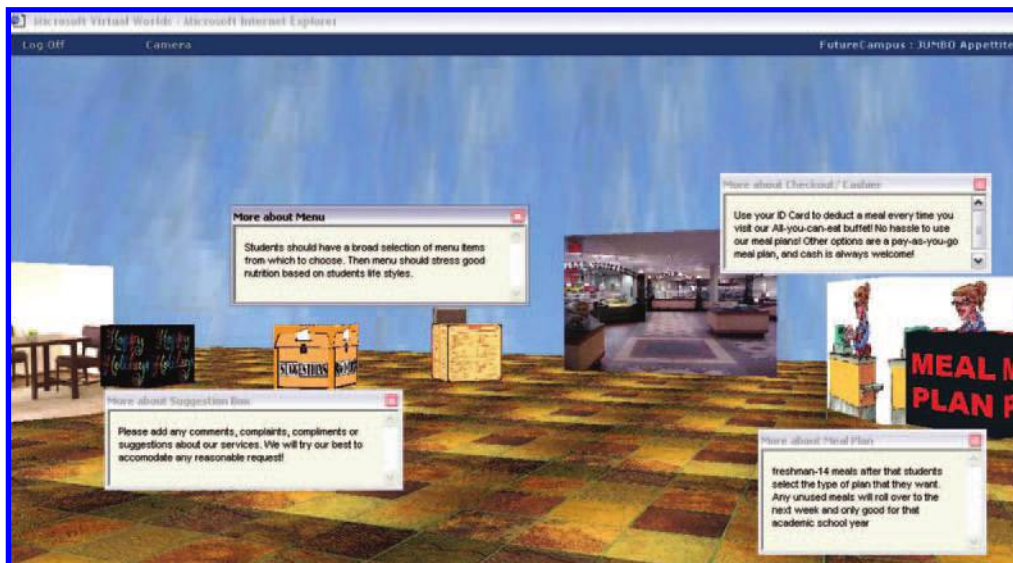 Microsoft Virtual Worlds - Microsoft Internet Explorer
Log Off
Camera
FutureCampus : JUMBO Appettite
More about Checkout/ Cashier
Use your ID Card to deduct a meal every time you
visit our All-you-can-eat buffet! No hassle to use
our meal plans! Other options are a pay-as-you-go
meal plan, and cash is always welcome!
More about Menu
Students should have a broad selection of menu items
from which to choose. Then menu should stress good
nutrition based on students life styles.
Happy
Holiday
Happy
Holiday
SUGGESTIONS
MEAL M
PLAN P
More about Suggestion Box
Please add any comments, complaints, compliments or
suggestions about our services. We will try our best to
accomodate any reasonable request!
More about Meal Plan
freshman-14 meals after that students
select the type of plan that they want.
Any unused meals will roll over to the
next week and only good for that
academic school year